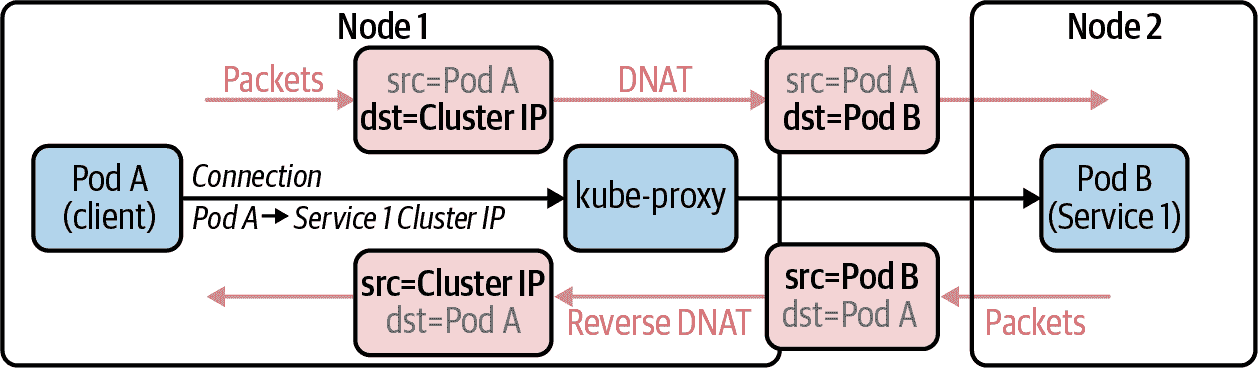 Node 1
Node 2
Packets
src=Pod A
dst=Cluster IP
DNAT
src=Pod A
dst=Pod B
Pod A
(client)
Connection
Pod A→ Service 1 Cluster IP
kube-proxy
Pod B
(Service 1)
src=Cluster IP
dst=Pod A
Reverse DNAT
src=Pod B
dst=Pod A
Packets